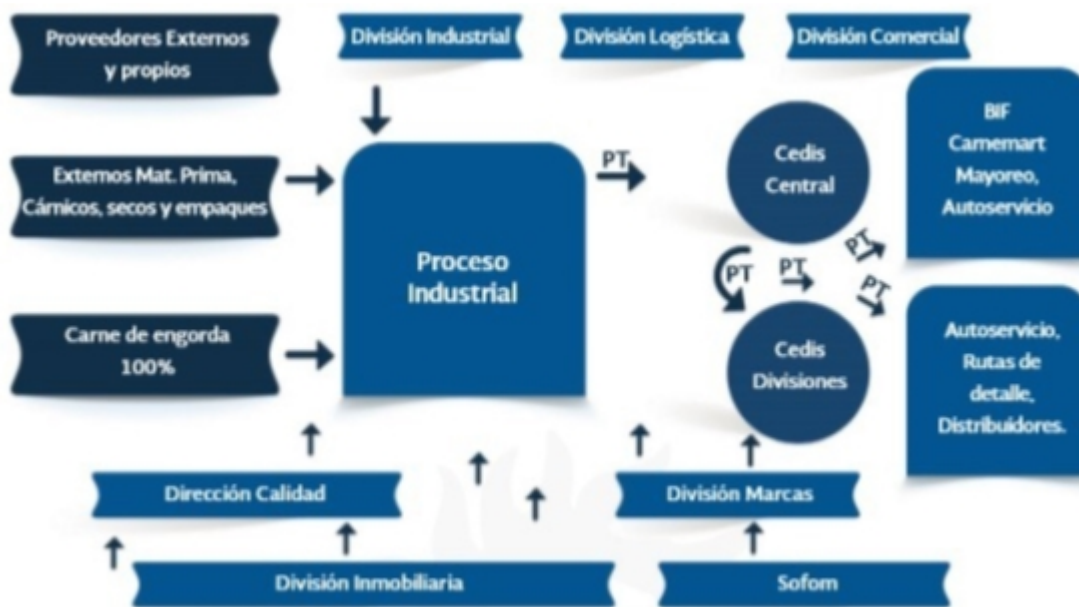 Proveedores Externos
y propios
División Industrial
División Logística
División Comercial
Externos Mat. Prima,
Cárnicos, secos y empaques
Carne de engorda
100%
Proceso
Industrial
PT
Cedis
Central
PT
PT
PT
PT
Cedis
Divisiones
BIF
Carnemart
Mayoreo,
Autoservicio
Autoservicio,
Rutas de
detalle,
Distribuídores.
Dirección Calidad
División Marcas
División Inmobiliaria
Sofom